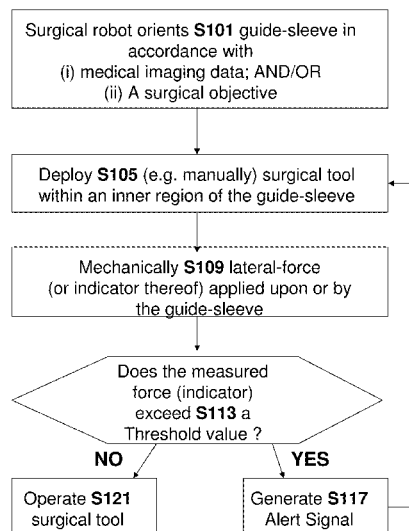 Surgical robot orients S101 guide-sleeve in
accordance with
(i) medical imaging data; AND/OR
(ii) A surgical objective
Deploy S105 (e.g. manually) surgical tool
within an inner region of the guide-sleeve
Mechanically S109 lateral-force
(or indicator thereof) applied upon or by
the guide-sleeve
Does the measured
force (indicator)
exceed S113 a
Threshold value ?
NO
YES
Operate S121
surgical tool
Generate S117
Alert Signal